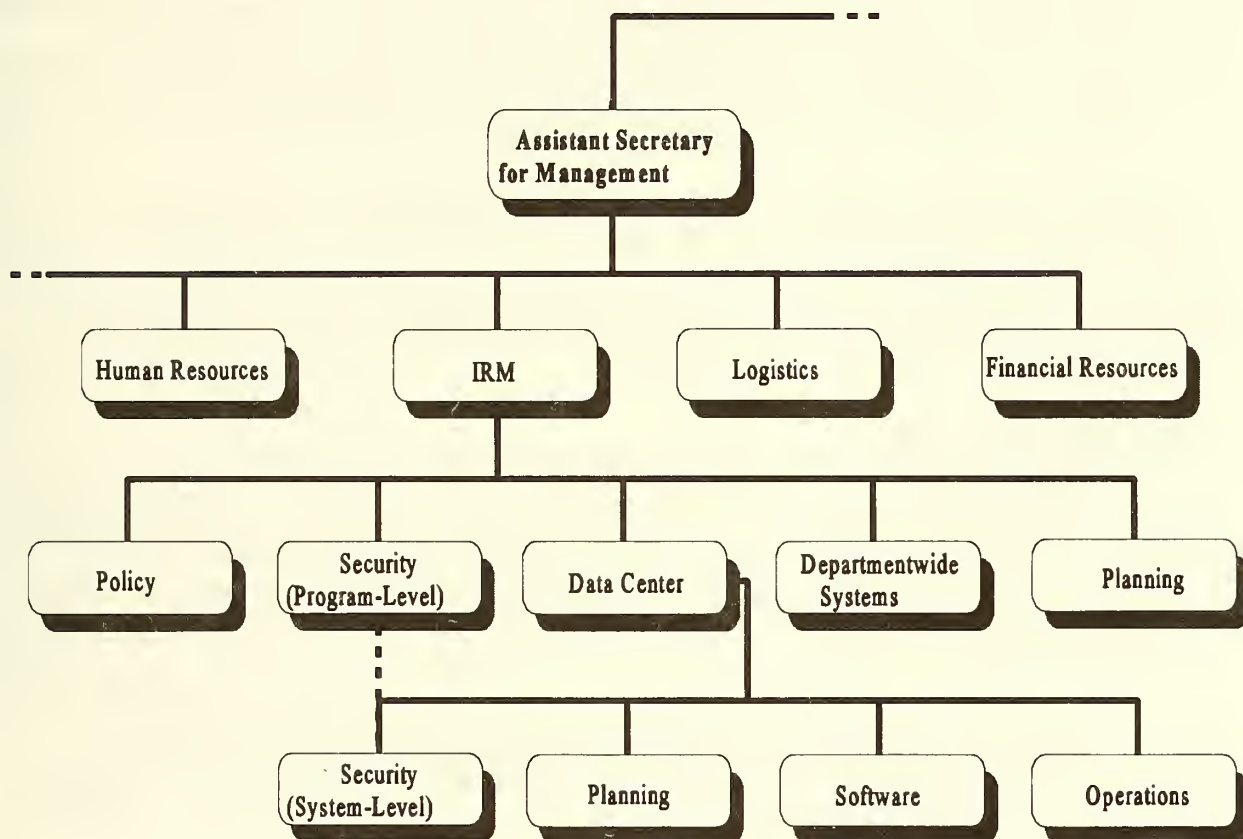 Assistant Secretary
for Management
Human Resources
IRM
Logistics
Financial Resources
Policy
Security
(Program-Level)
Data Center
Departmentwide
Systems
Planning
Security
(System-Level)
Planning
Software
Operations